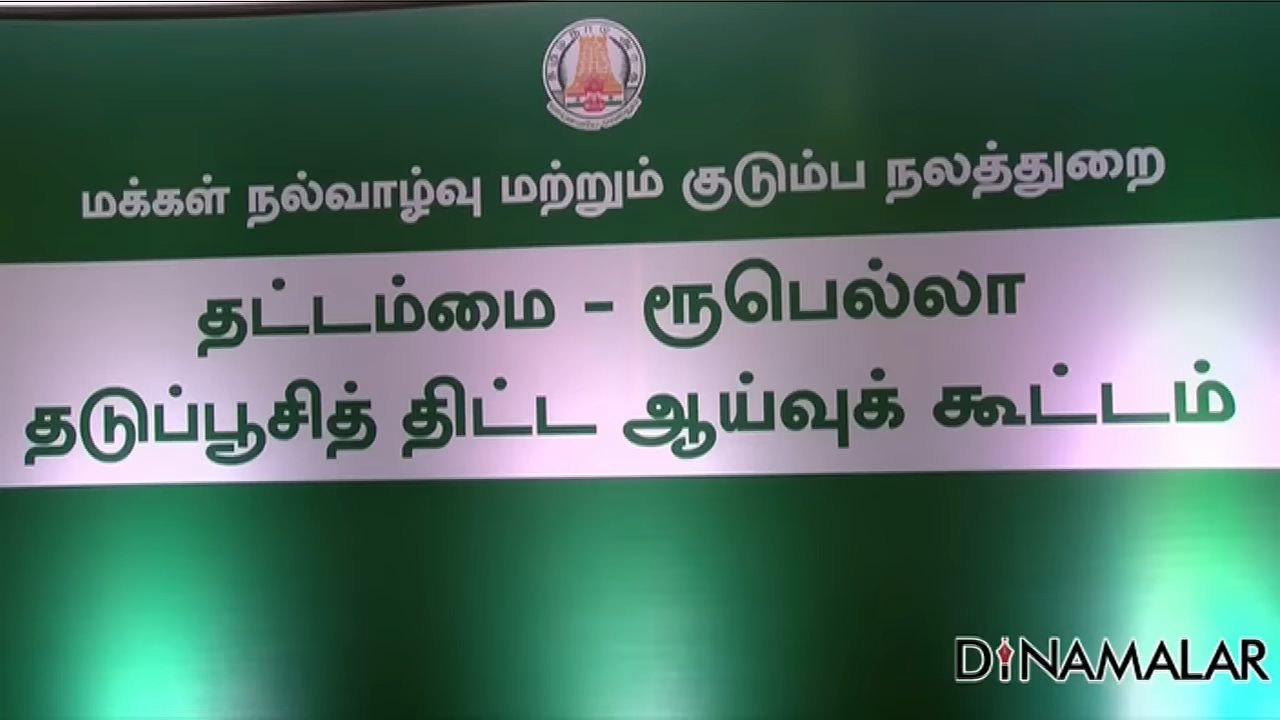 மக்கள் நல்வாழ்வு மற்றும் குடும்ப நலத்துறை
தட்டம்மை - ரூபெல்லா
தடுப்பூசித் திட்ட ஆய்வுக் கூட்டம்
DINAMALAR